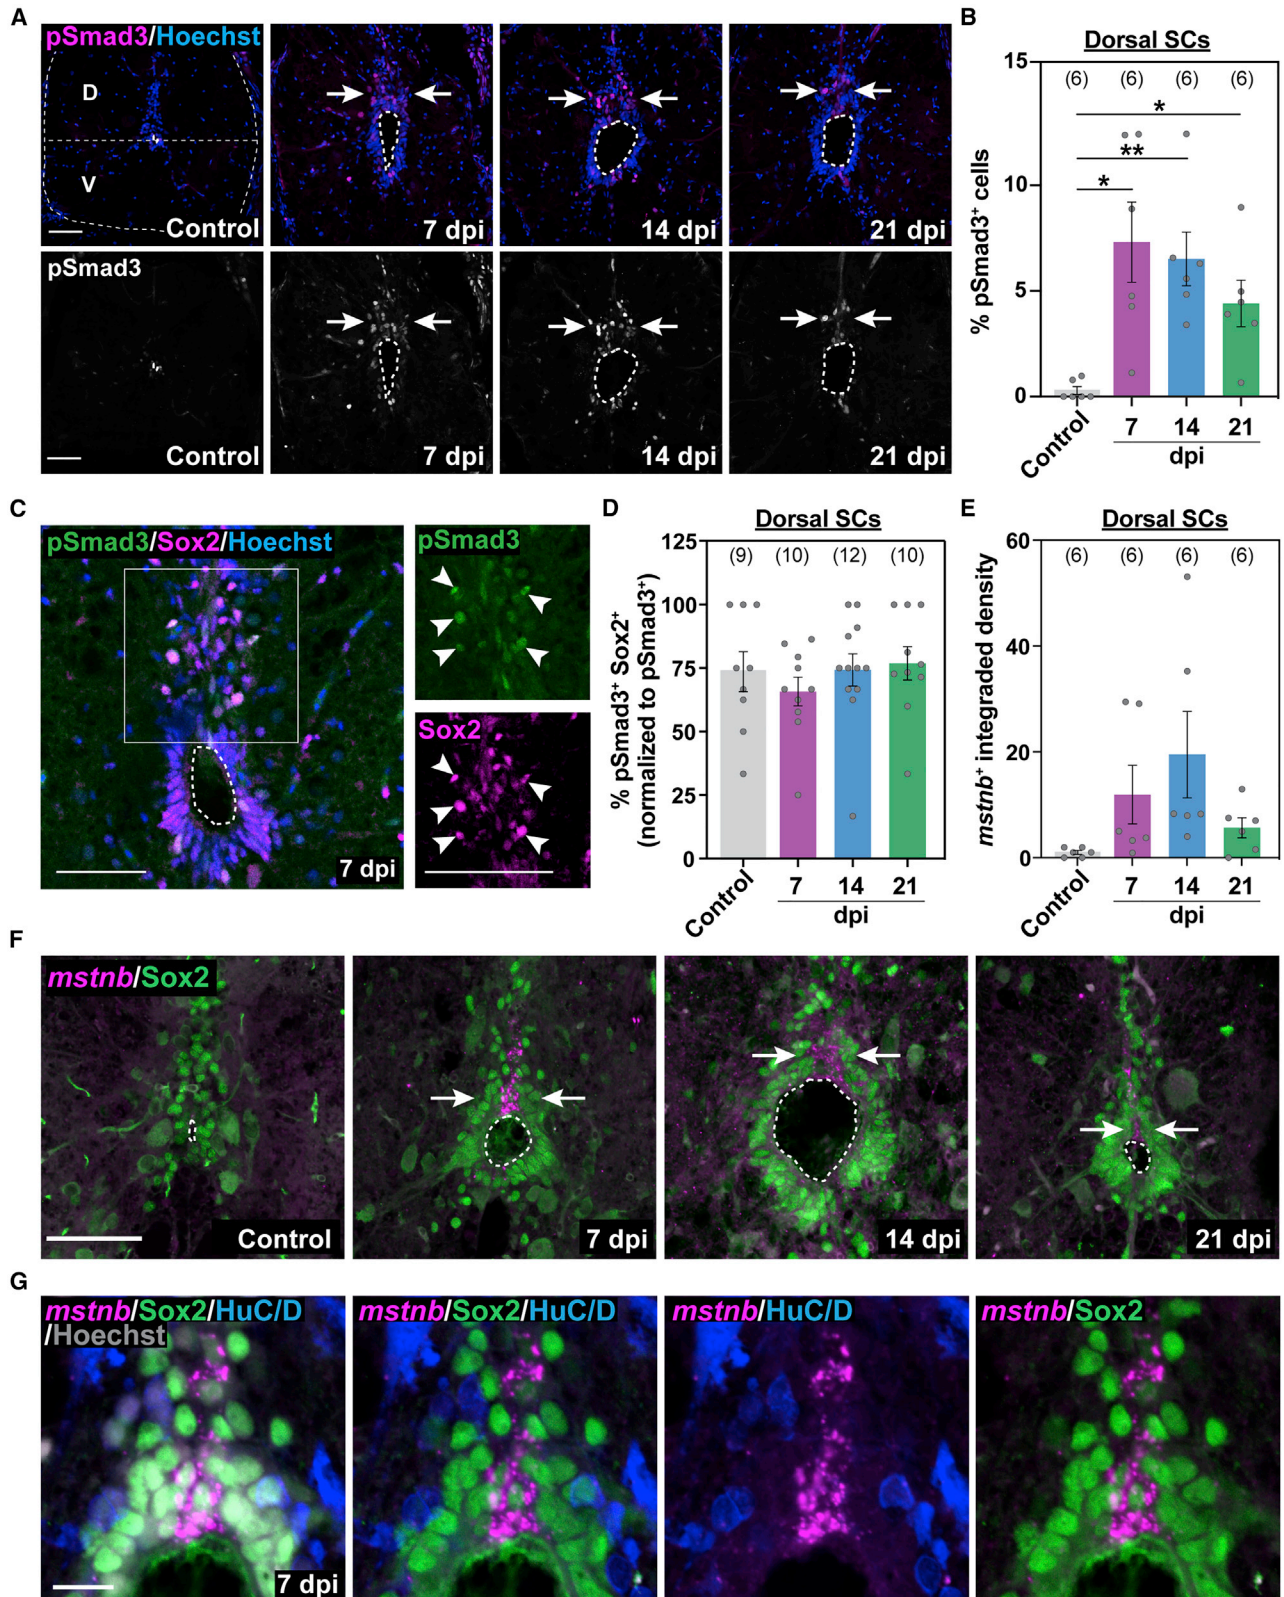 A
pSmad3/Hoechst
D
V
Control
7 dpi
14 dpi
21 dpi
pSmad3
Control
7 dpi
14 dpi
21 dpi
B
Dorsal SCs
(6) (6) (6) (6)
% pSmad3⁺ cells
15
10
5
0
*
**
*
Control 7 14 21
dpi
C
pSmad3/Sox2/Hoechst
7 dpi
pSmad3
Sox2
D
Dorsal SCs
(9) (10) (12) (10)
% pSmad3⁺ Sox2⁺
(normalized to pSmad3⁺)
125
100
75
50
25
0
Control 7 14 21
dpi
E
Dorsal SCs
(6) (6) (6) (6)
mstnb⁺ integraded density
60
40
20
0
Control 7 14 21
dpi
F
mstnb/Sox2
Control
7 dpi
14 dpi
21 dpi
G
mstnb/Sox2/HuC/D
/Hoechst
7 dpi
mstnb/Sox2/HuC/D
mstnb/HuC/D
mstnb/Sox2